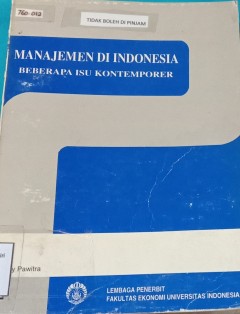 TIDAK BOLEH DI PINJAM
MANAJEMEN DI INDONESIA
BEBERAPA ISU KONTEMPORER
Pawitra
LEMBAGA PENERBIT
FAKULTAS EKONOMI UNIVERSITAS INDONESIA